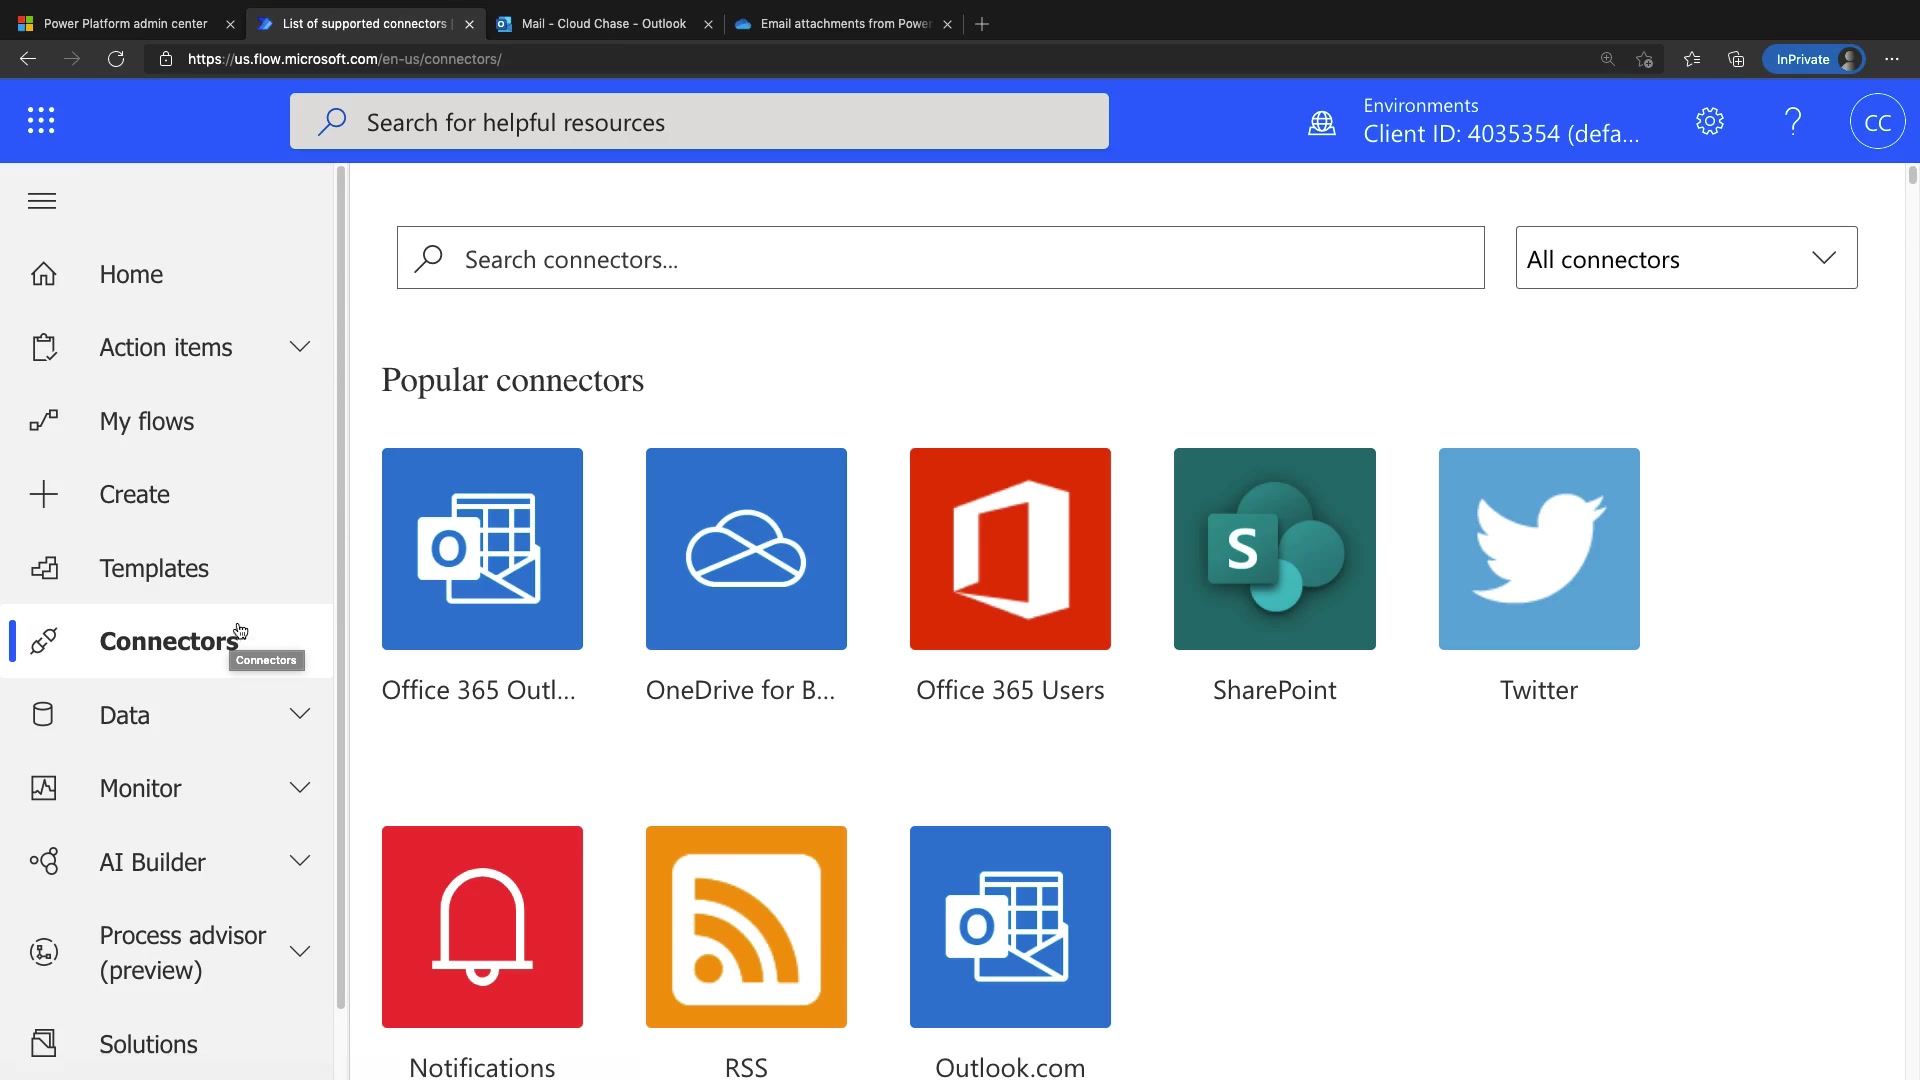 Power Platform admin center
List of supported connectors |
Mail - Cloud Chase - Outlook
Email attachments from Power
https://us.flow.microsoft.com/en-us/connectors/
InPrivate
Search for helpful resources
Environments
Client ID: 4035354 (defa...
?
CC
Search connectors...
All connectors
Home
Action items
My flows
Create
Templates
Connectors
Connectors
Data
Monitor
AI Builder
Process advisor
(preview)
Solutions
Popular connectors
O
S
Office 365 Outl...
OneDrive for B...
Office 365 Users
SharePoint
Twitter
O
Notifications
RSS
Outlook.com